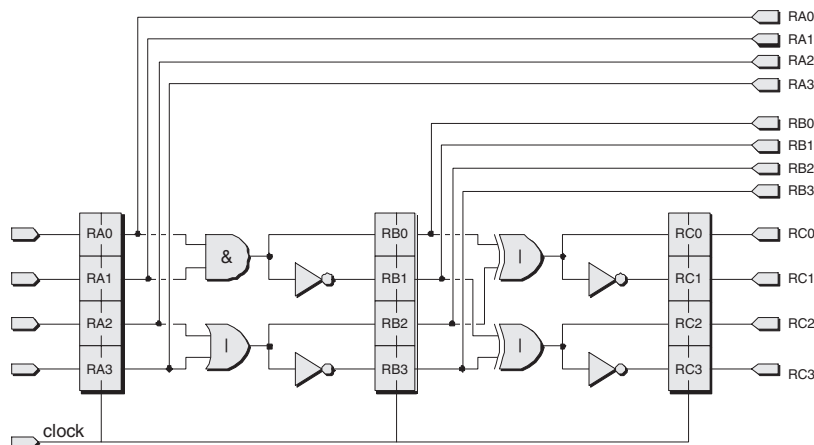 RA0
RA1
RA2
RA3
RB0
RB1
RB2
RB3
RA0 RB0 RC0 RC0
& |
RA1 RB1 RC1 RC1
RA2 RB2 RC2 RC2
| |
RA3 RB3 RC3 RC3
clock